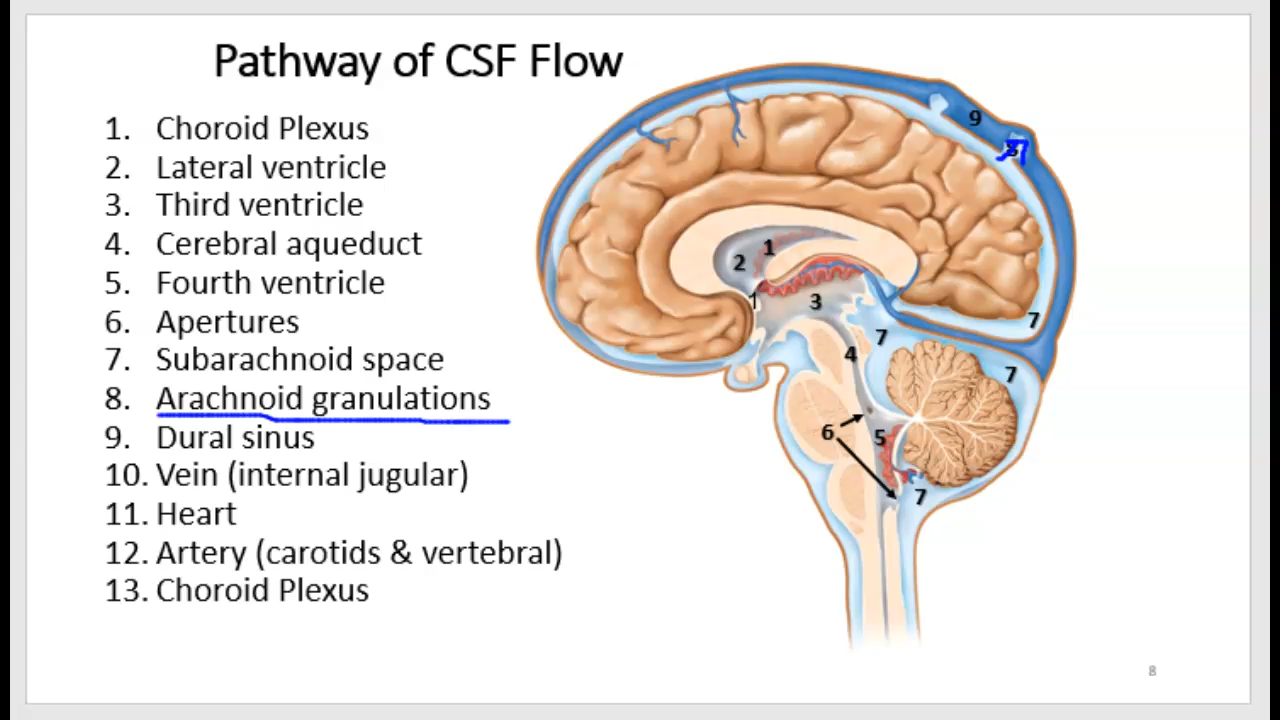 Pathway of CSF Flow
1. Choroid Plexus
2. Lateral ventricle
3. Third ventricle
4. Cerebral aqueduct
5. Fourth ventricle
6. Apertures
7. Subarachnoid space
8. Arachnoid granulations
9. Dural sinus
10. Vein (internal jugular)
11. Heart
12. Artery (carotids & vertebral)
13. Choroid Plexus
9
1
2
1
3
7
7
4
7
6
5
7
8